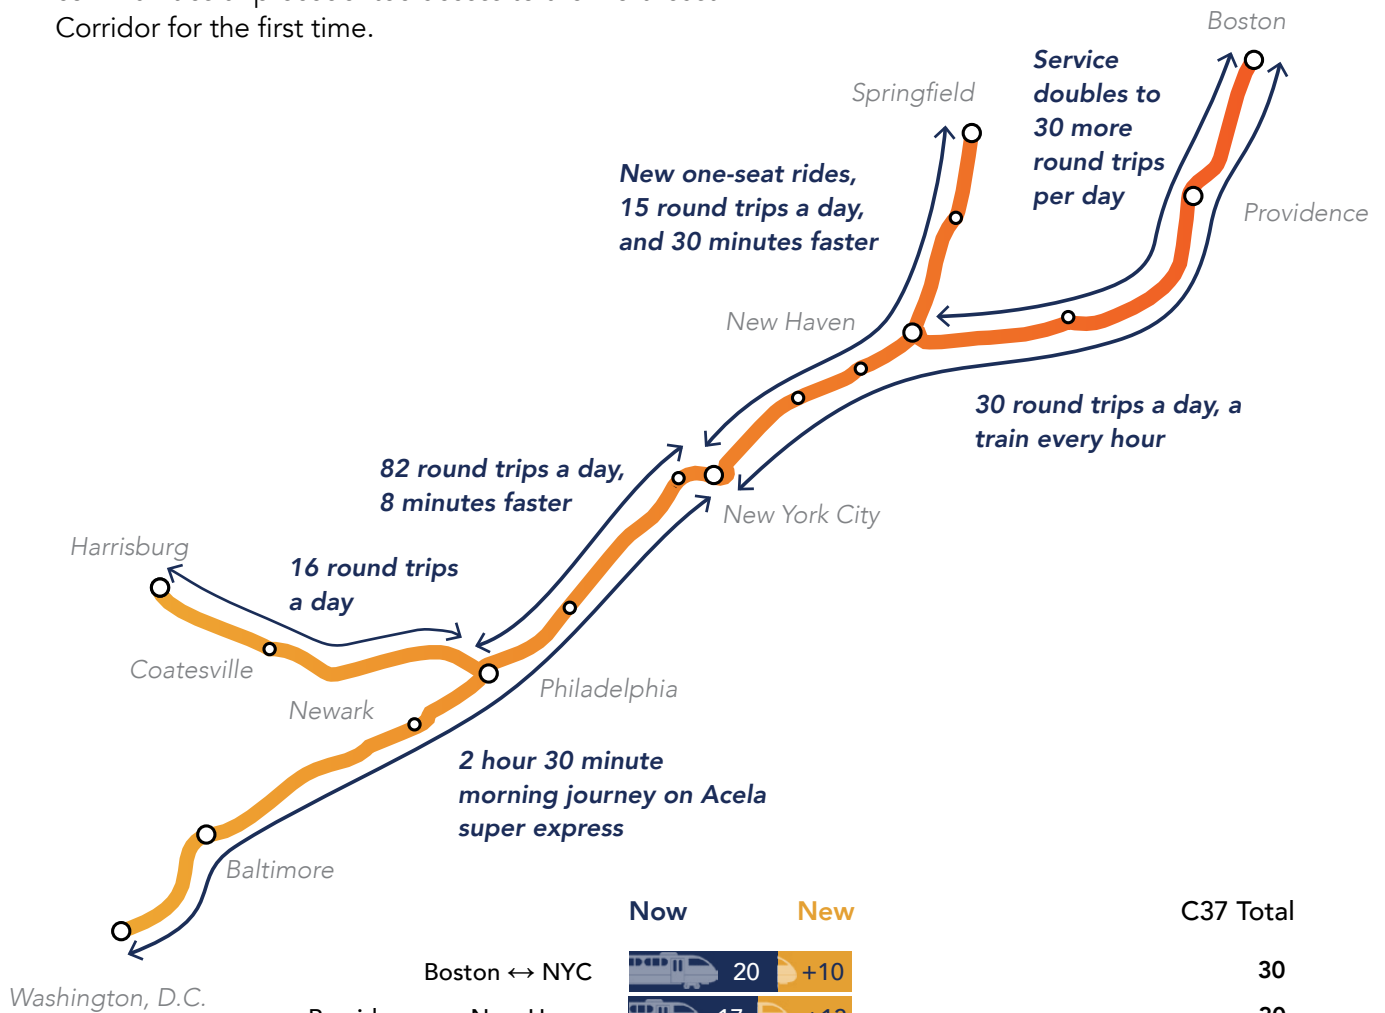 Corridor for the first time.
Boston
Service
doubles to
30 more
round trips
per day
Springfield
New one-seat rides,
15 round trips a day,
and 30 minutes faster
Providence
New Haven
30 round trips a day, a
train every hour
82 round trips a day,
8 minutes faster
New York City
Harrisburg
16 round trips
a day
Coatesville
Newark
Philadelphia
2 hour 30 minute
morning journey on Acela
super express
Baltimore
Washington, D.C.
Now New C37 Total
Boston ↔ NYC 20 +10 30